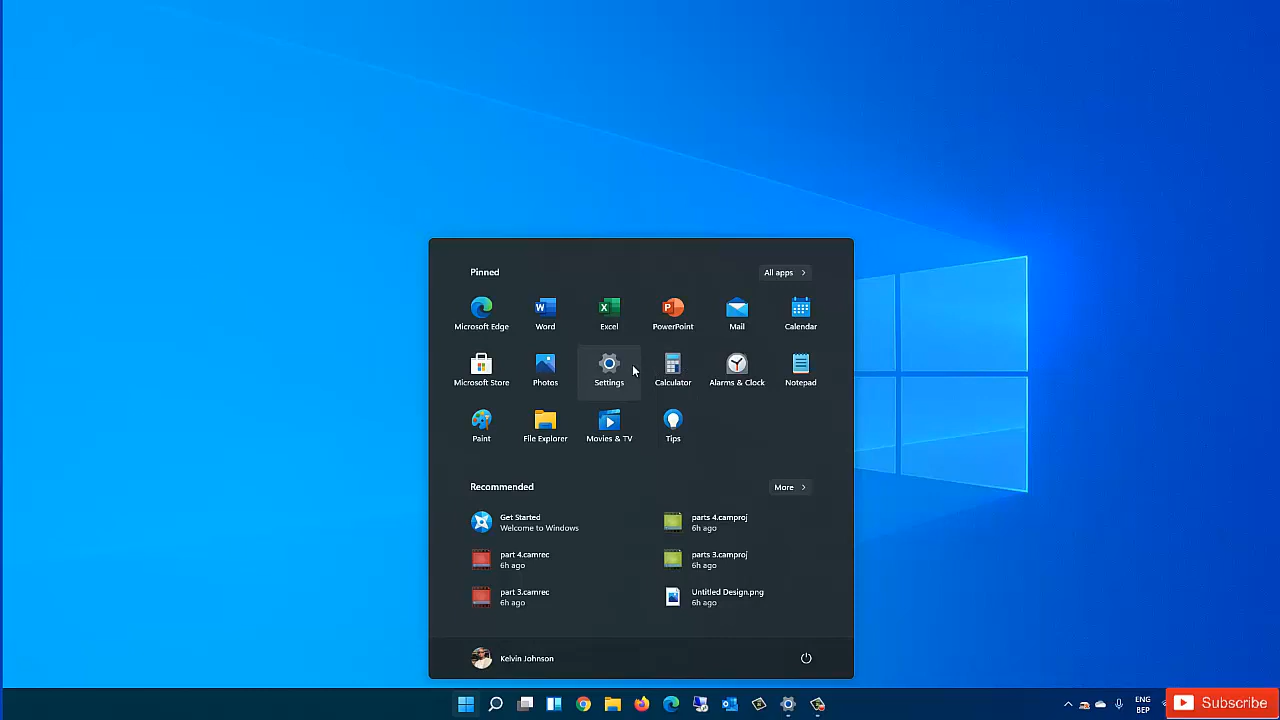 Pinned
All apps
Microsoft Edge
Word
Excel
PowerPoint
Mail
Calendar
Microsoft Store
Photos
Settings
Calculator
Alarms & Clock
Notepad
Paint
File Explorer
Movies & TV
Tips
Recommended
More
Get Started
Welcome to Windows
parts 4.camproj
6h ago
part 4.camrec
6h ago
parts 3.camproj
6h ago
part 3.camrec
6h ago
Untitled Design.png
6h ago
Kelvin Johnson
ENG
BEP
Subscribe